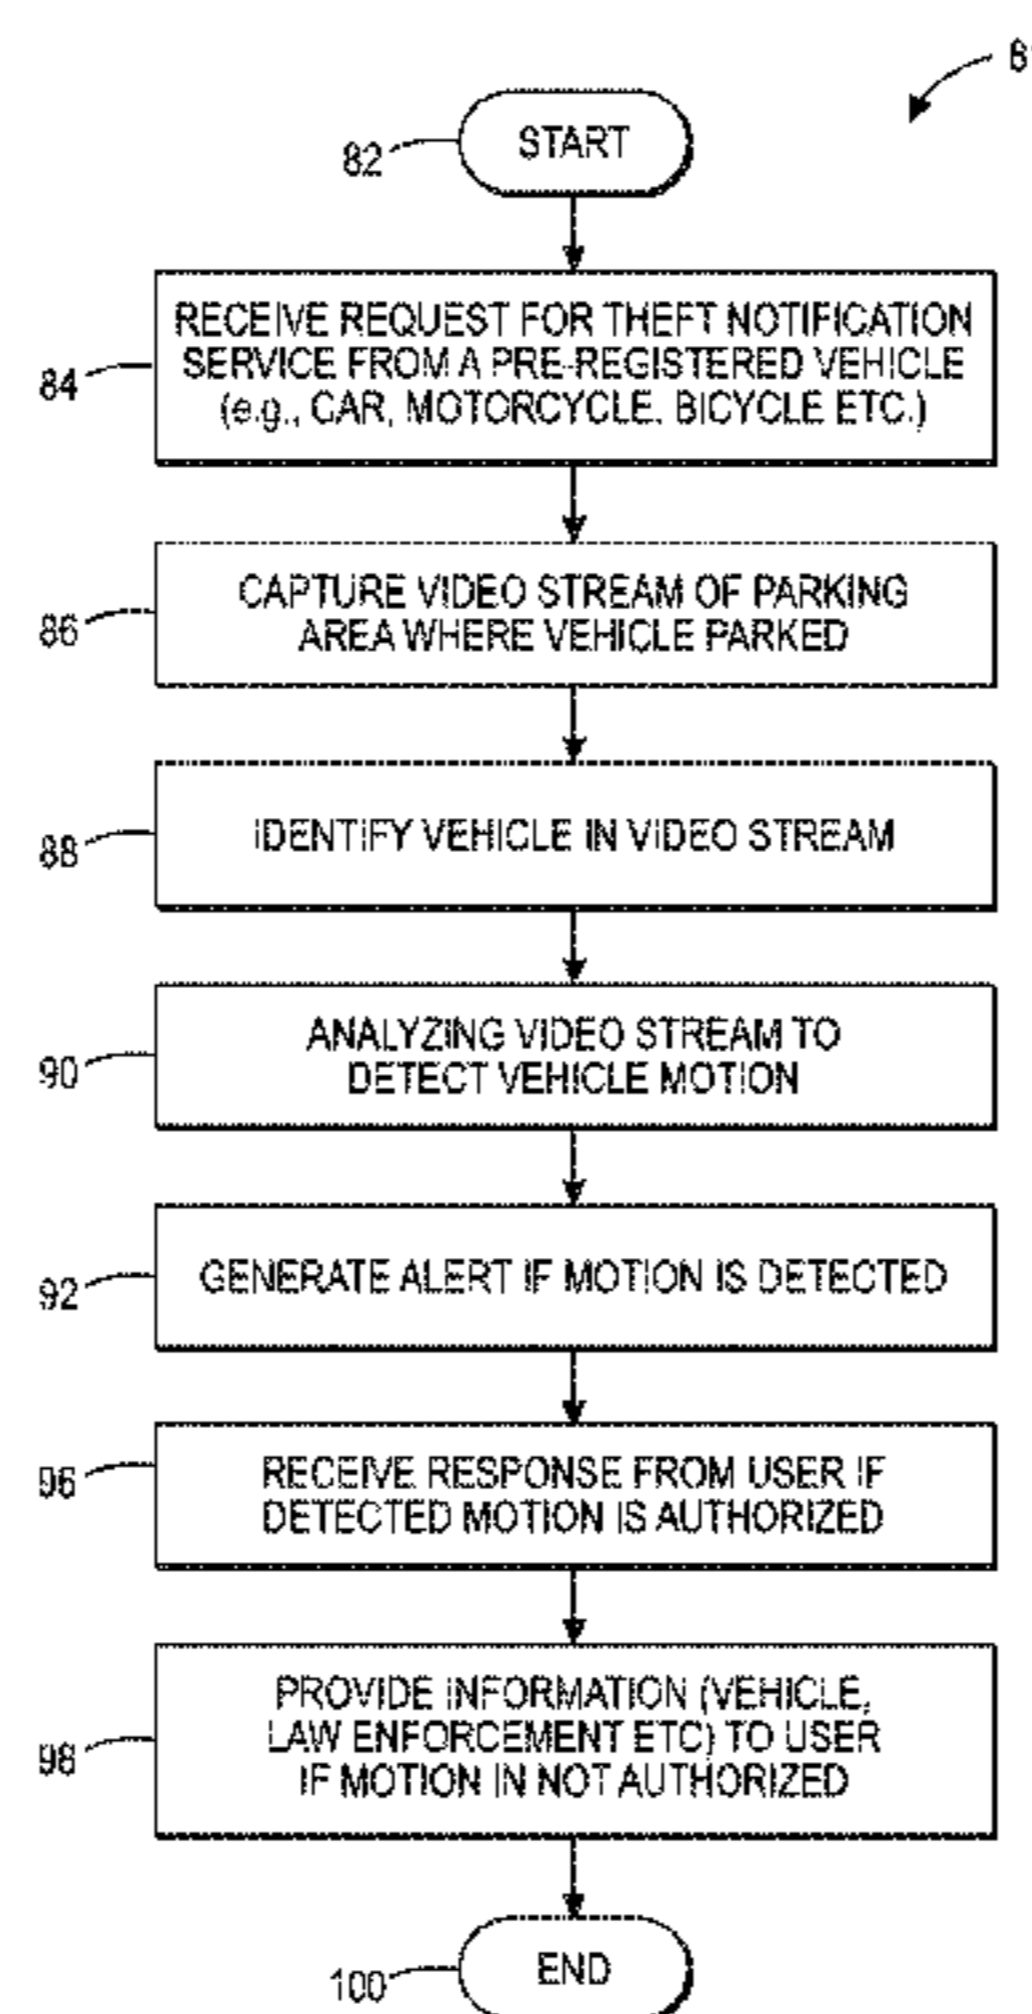 82
START
84
RECEIVE REQUEST FOR THEFT NOTIFICATION
SERVICE FROM A PRE-REGISTERED VEHICLE
(e.g., CAR, MOTORCYCLE, BICYCLE ETC.)
86
CAPTURE VIDEO STREAM OF PARKING
AREA WHERE VEHICLE PARKED
88
IDENTIFY VEHICLE IN VIDEO STREAM
90
ANALYZING VIDEO STREAM TO
DETECT VEHICLE MOTION
92
GENERATE ALERT IF MOTION IS DETECTED
96
RECEIVE RESPONSE FROM USER IF
DETECTED MOTION IS AUTHORIZED
98
PROVIDE INFORMATION (VEHICLE,
LAW ENFORCEMENT ETC) TO USER
IF MOTION IN NOT AUTHORIZED
100
END